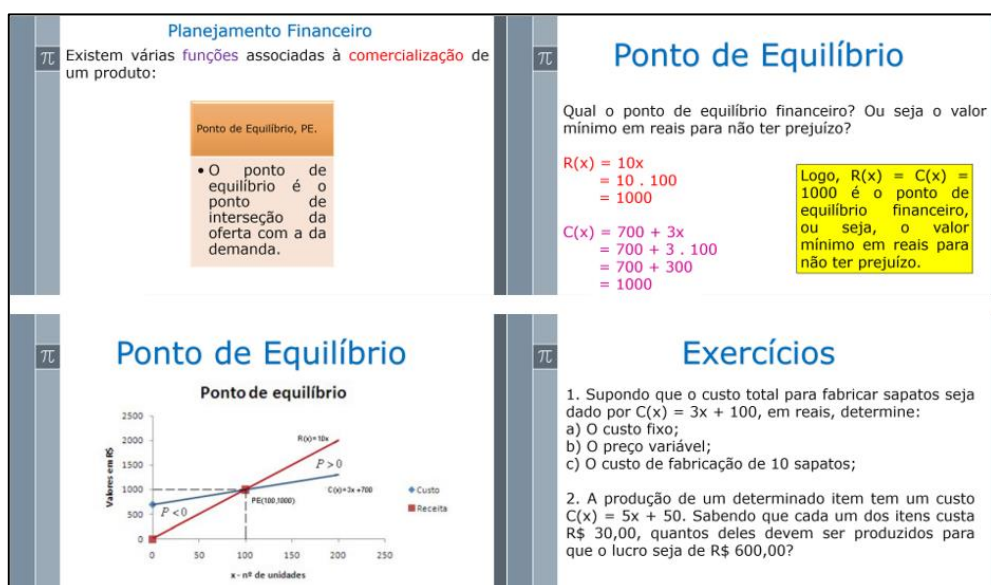 Planejamento Financeiro
π
Existem várias funções associadas à comercialização de
um produto:
Ponto de Equilíbrio, PE.
• O ponto de
equilíbrio é o
ponto de
interseção da
oferta com a da
demanda.
π
Ponto de Equilíbrio
Qual o ponto de equilíbrio financeiro? Ou seja o valor
mínimo em reais para não ter prejuízo?
R(x) = 10x
= 10 . 100
= 1000
C(x) = 700 + 3x
= 700 + 3 . 100
= 700 + 300
= 1000
Logo, R(x) = C(x) =
1000 é o ponto de
equilíbrio financeiro,
ou seja, o valor
mínimo em reais para
não ter prejuízo.
π
Ponto de Equilíbrio
Ponto de equilíbrio
Valores em R$
2500
2000
1500
1000
500
0
R(x)=10x
P > 0
C(x)=3x+700
PE(100,1000)
P < 0
Custo
Receita
0 50 100 150 200 250
x - nº de unidades
π
Exercícios
1. Supondo que o custo total para fabricar sapatos seja
dado por C(x) = 3x + 100, em reais, determine:
a) O custo fixo;
b) O preço variável;
c) O custo de fabricação de 10 sapatos;
2. A produção de um determinado item tem um custo
C(x) = 5x + 50. Sabendo que cada um dos itens custa
R$ 30,00, quantos deles devem ser produzidos para
que o lucro seja de R$ 600,00?